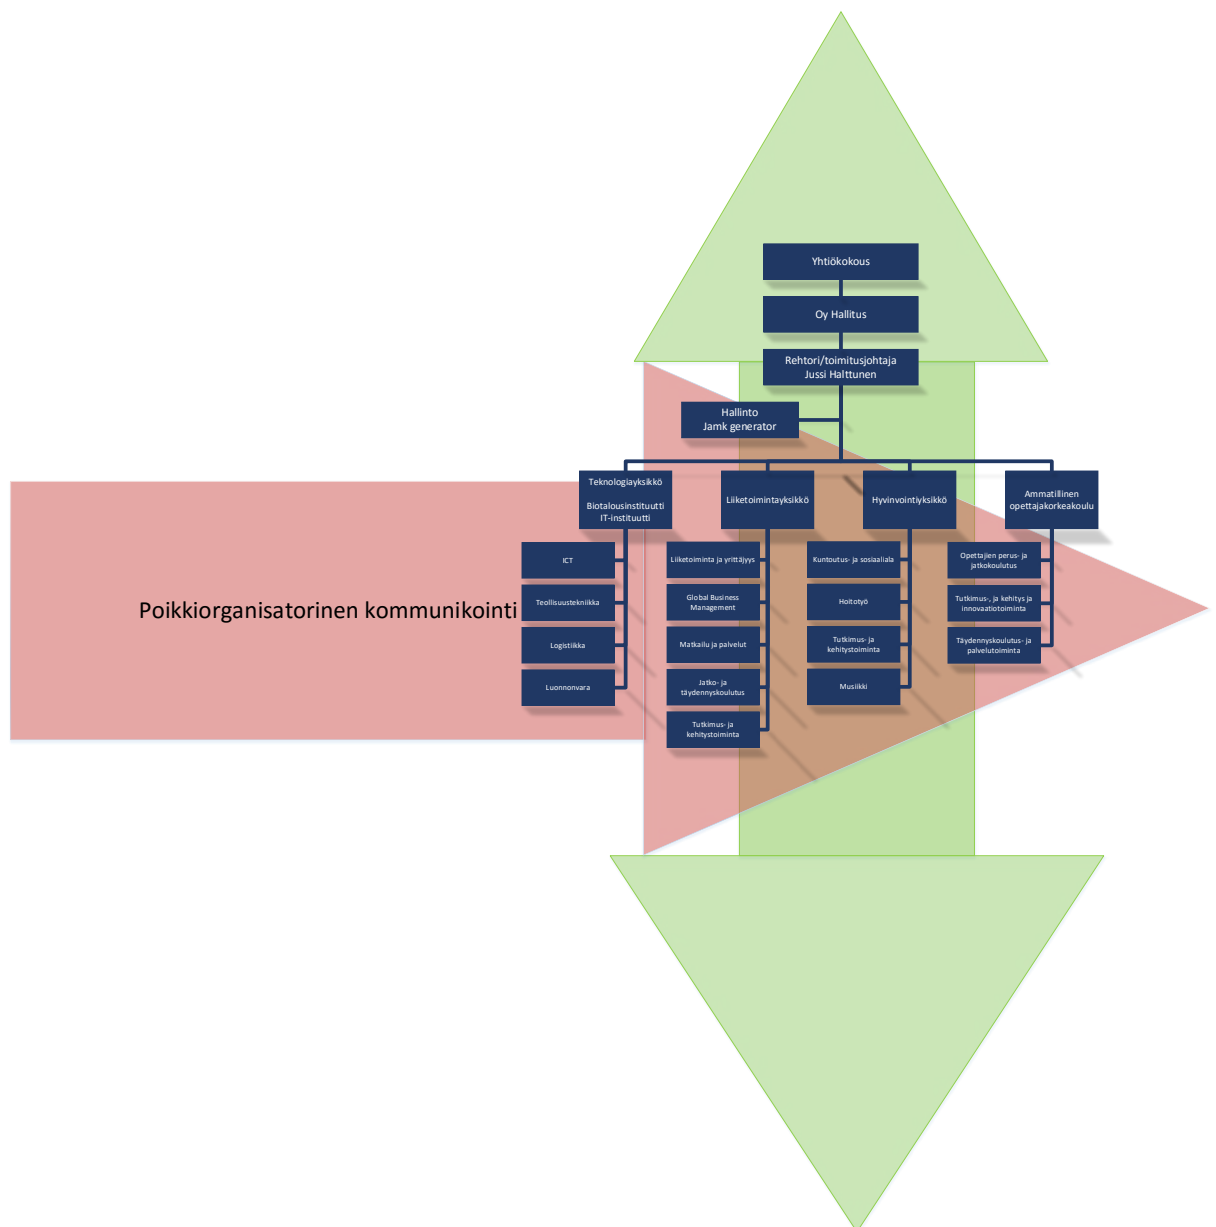 Yhtiökokous
Oy Hallitus
Rehtori/toimitusjohtaja
Jussi Halttunen
Hallinto
Jamk generator
Teknologiayksikkö
Biotalousinstituutti
IT-instituutti
Liiketoimintayksikkö
Hyvinvointiyksikkö
Ammatillinen
opettajakorkeakoulu
Poikkiorganisatorinen kommunikointi
ICT
Teollisuustekniikka
Logistiikka
Luonnonvara
Liiketoiminta ja yrittäjyys
Global Business
Management
Matkailu ja palvelut
Jatko- ja
täydennyskoulutus
Tutkimus- ja
kehitystoiminta
Kuntoutus- ja sosiaaliala
Hoitotyö
Tutkimus- ja
kehitystoiminta
Musiikki
Opettajien perus- ja
jatkokoulutus
Tutkimus-, ja kehitys ja
innovaatiotoiminta
Täydennyskoulutus- ja
palvelutoiminta